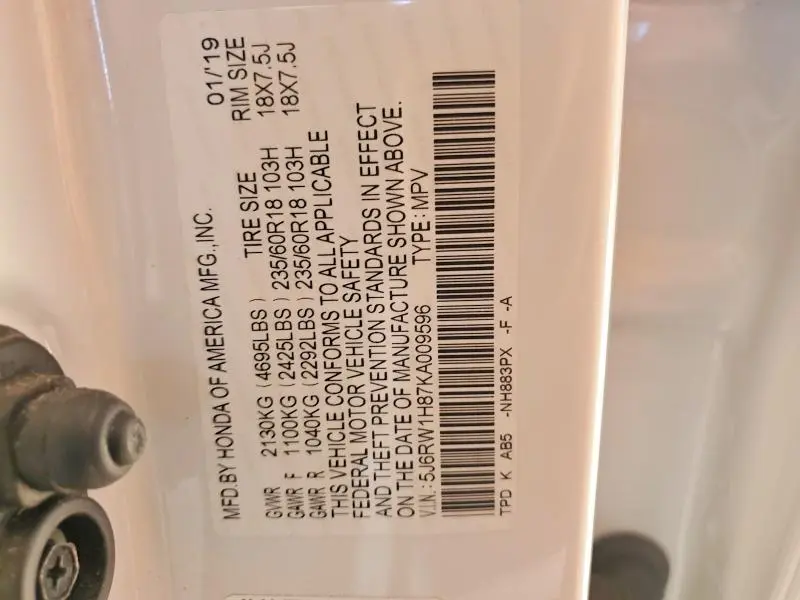 MFD.BY HONDA OF AMERICA MFG.,INC. 01/'19
TIRE SIZE RIM SIZE
GVWR 2130KG (4695LBS)
GAWR F 1100KG (2425LBS) 235/60R18 103H 18X7.5J
GAWR R 1040KG (2292LBS) 235/60R18 103H 18X7.5J
THIS VEHICLE CONFORMS TO ALL APPLICABLE
FEDERAL MOTOR VEHICLE SAFETY
AND THEFT PREVENTION STANDARDS IN EFFECT
ON THE DATE OF MANUFACTURE SHOWN ABOVE.
V.I.N.: 5J6RW1H87KA009596 TYPE:MPV
TPD K AB5 -NH883PX -F -A